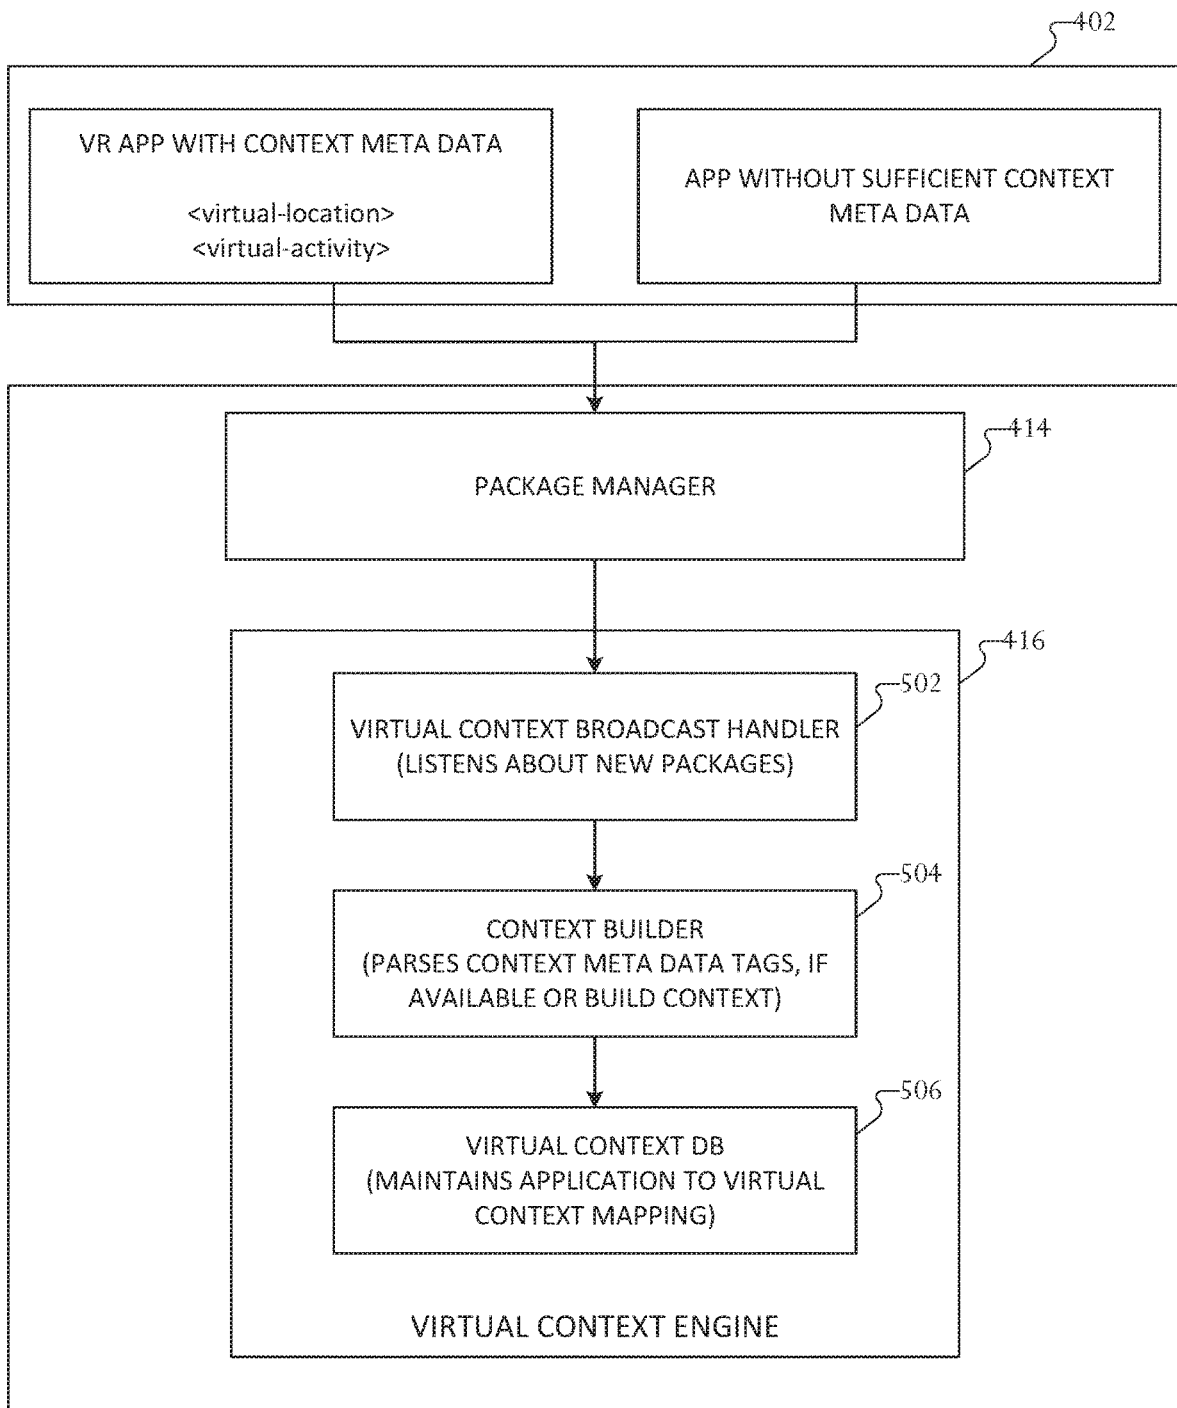 402
VR APP WITH CONTEXT META DATA
<virtual-location>
<virtual-activity>
APP WITHOUT SUFFICIENT CONTEXT
META DATA
414
PACKAGE MANAGER
416
502
VIRTUAL CONTEXT BROADCAST HANDLER
(LISTENS ABOUT NEW PACKAGES)
504
CONTEXT BUILDER
(PARSES CONTEXT META DATA TAGS, IF
AVAILABLE OR BUILD CONTEXT)
506
VIRTUAL CONTEXT DB
(MAINTAINS APPLICATION TO VIRTUAL
CONTEXT MAPPING)
VIRTUAL CONTEXT ENGINE